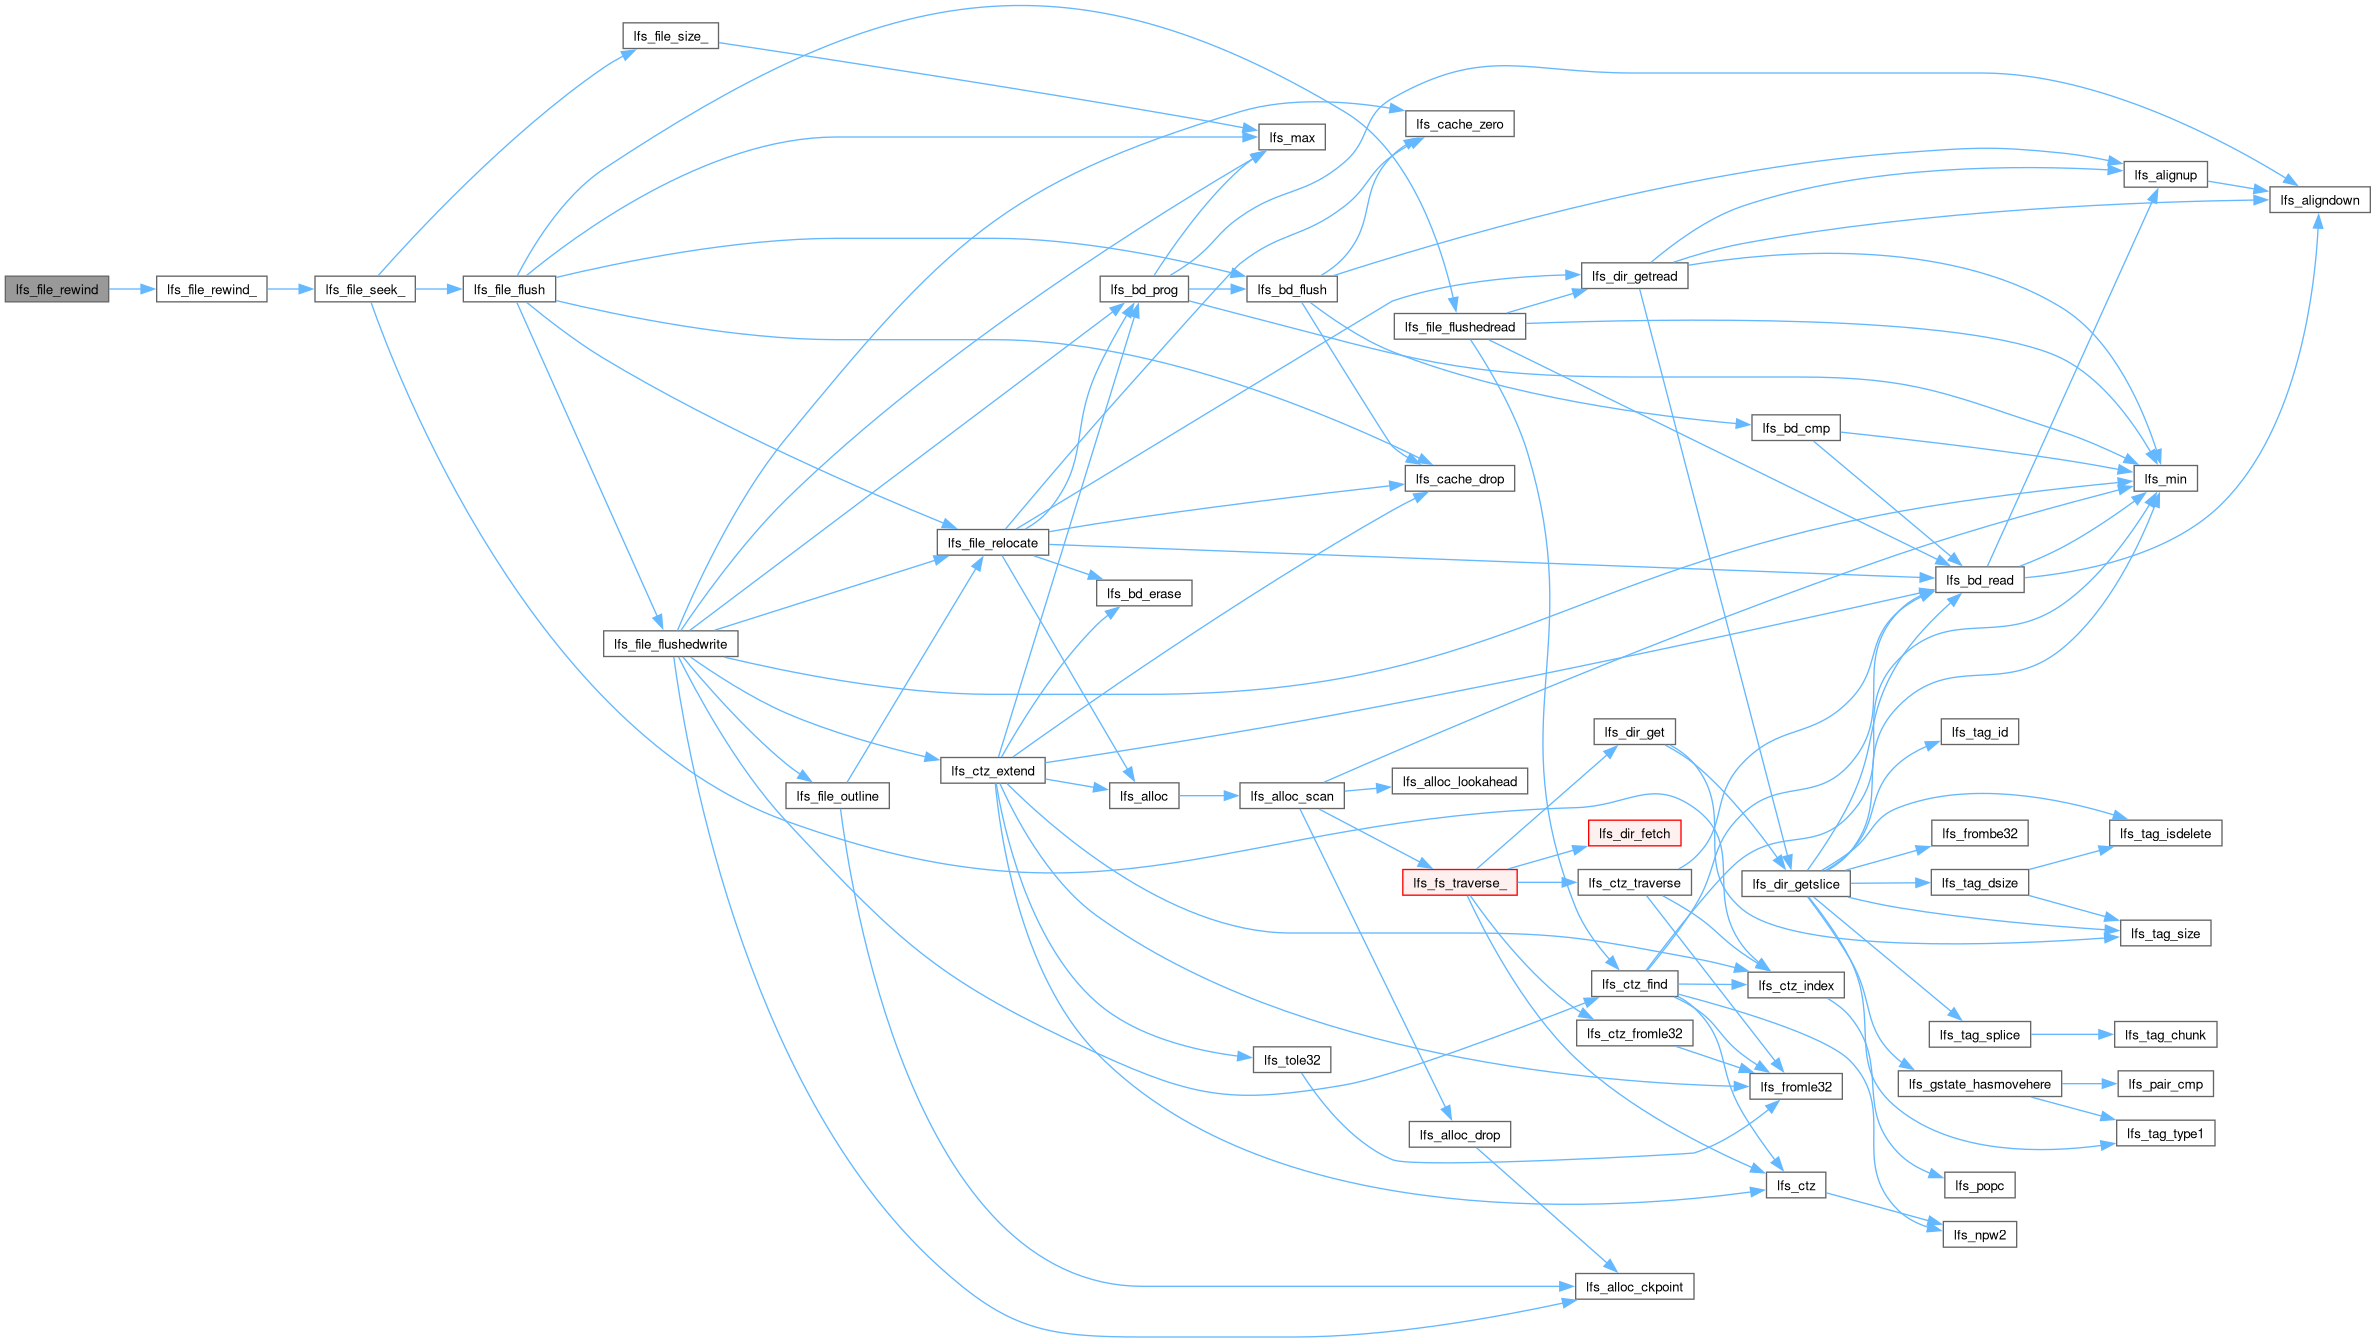 lfs_file_rewind
lfs_file_rewind_
lfs_file_seek_
lfs_file_size_
lfs_file_flush
lfs_file_flushedwrite
lfs_file_outline
lfs_file_relocate
lfs_ctz_extend
lfs_bd_prog
lfs_bd_erase
lfs_alloc
lfs_max
lfs_bd_flush
lfs_alloc_scan
lfs_tole32
lfs_cache_zero
lfs_file_flushedread
lfs_cache_drop
lfs_alloc_lookahead
lfs_fs_traverse_
lfs_alloc_drop
lfs_dir_getread
lfs_dir_get
lfs_dir_fetch
lfs_ctz_traverse
lfs_ctz_find
lfs_ctz_fromle32
lfs_alloc_ckpoint
lfs_bd_cmp
lfs_dir_getslice
lfs_ctz_index
lfs_fromle32
lfs_ctz
lfs_bd_read
lfs_tag_id
lfs_frombe32
lfs_tag_dsize
lfs_tag_splice
lfs_gstate_hasmovehere
lfs_popc
lfs_npw2
lfs_alignup
lfs_aligndown
lfs_min
lfs_tag_isdelete
lfs_tag_size
lfs_tag_chunk
lfs_pair_cmp
lfs_tag_type1